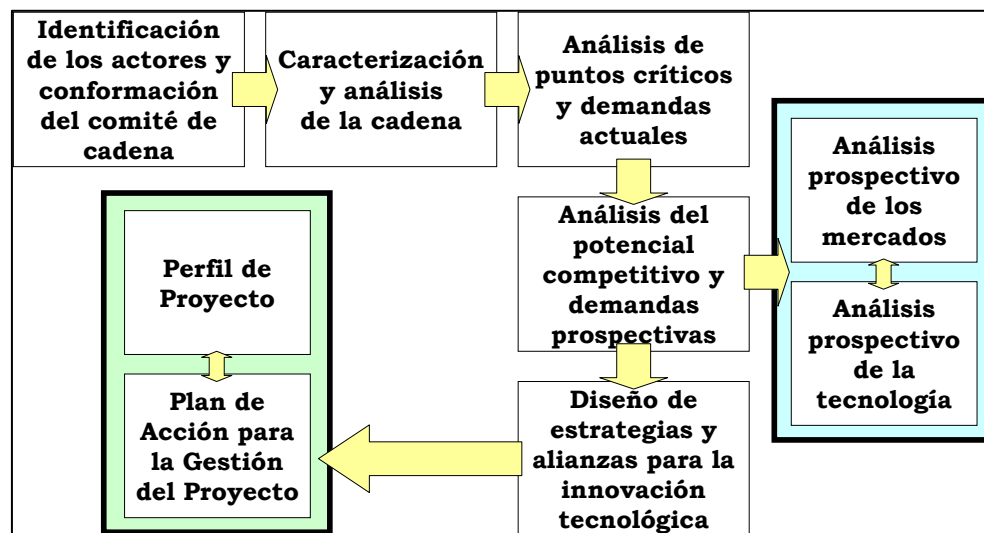 Identificación
de los actores y
conformación
del comité de
cadena
Caracterización
y análisis
de la cadena
Análisis de
puntos críticos
y demandas
actuales
Análisis del
potencial
competitivo y
demandas
prospectivas
Análisis
prospectivo
de los
mercados
Análisis
prospectivo
de la
tecnología
Diseño de
estrategias y
alianzas para la
innovación
tecnológica
Perfil de
Proyecto
Plan de
Acción para
la Gestión
del Proyecto